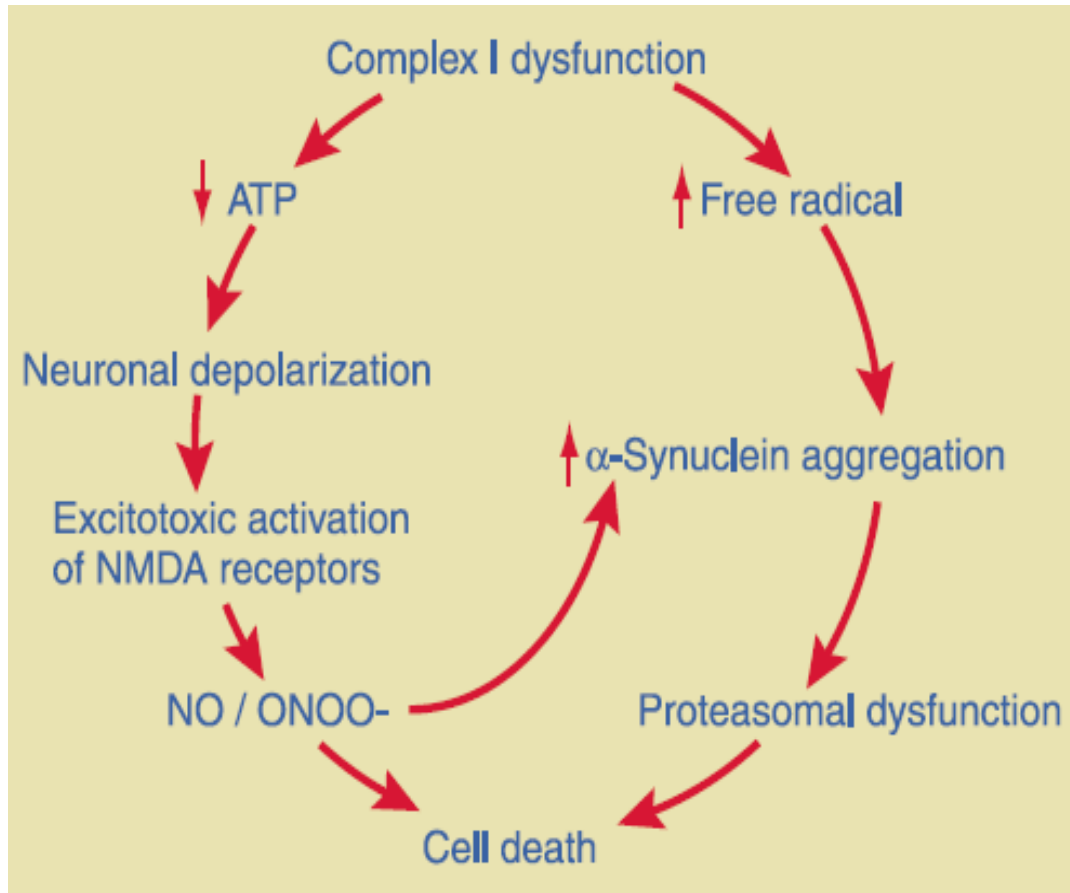 Complex I dysfunction
ATP
Free radical
Neuronal depolarization
α-Synuclein aggregation
Excitotoxic activation
of NMDA receptors
NO / ONOO-
Proteasomal dysfunction
Cell death